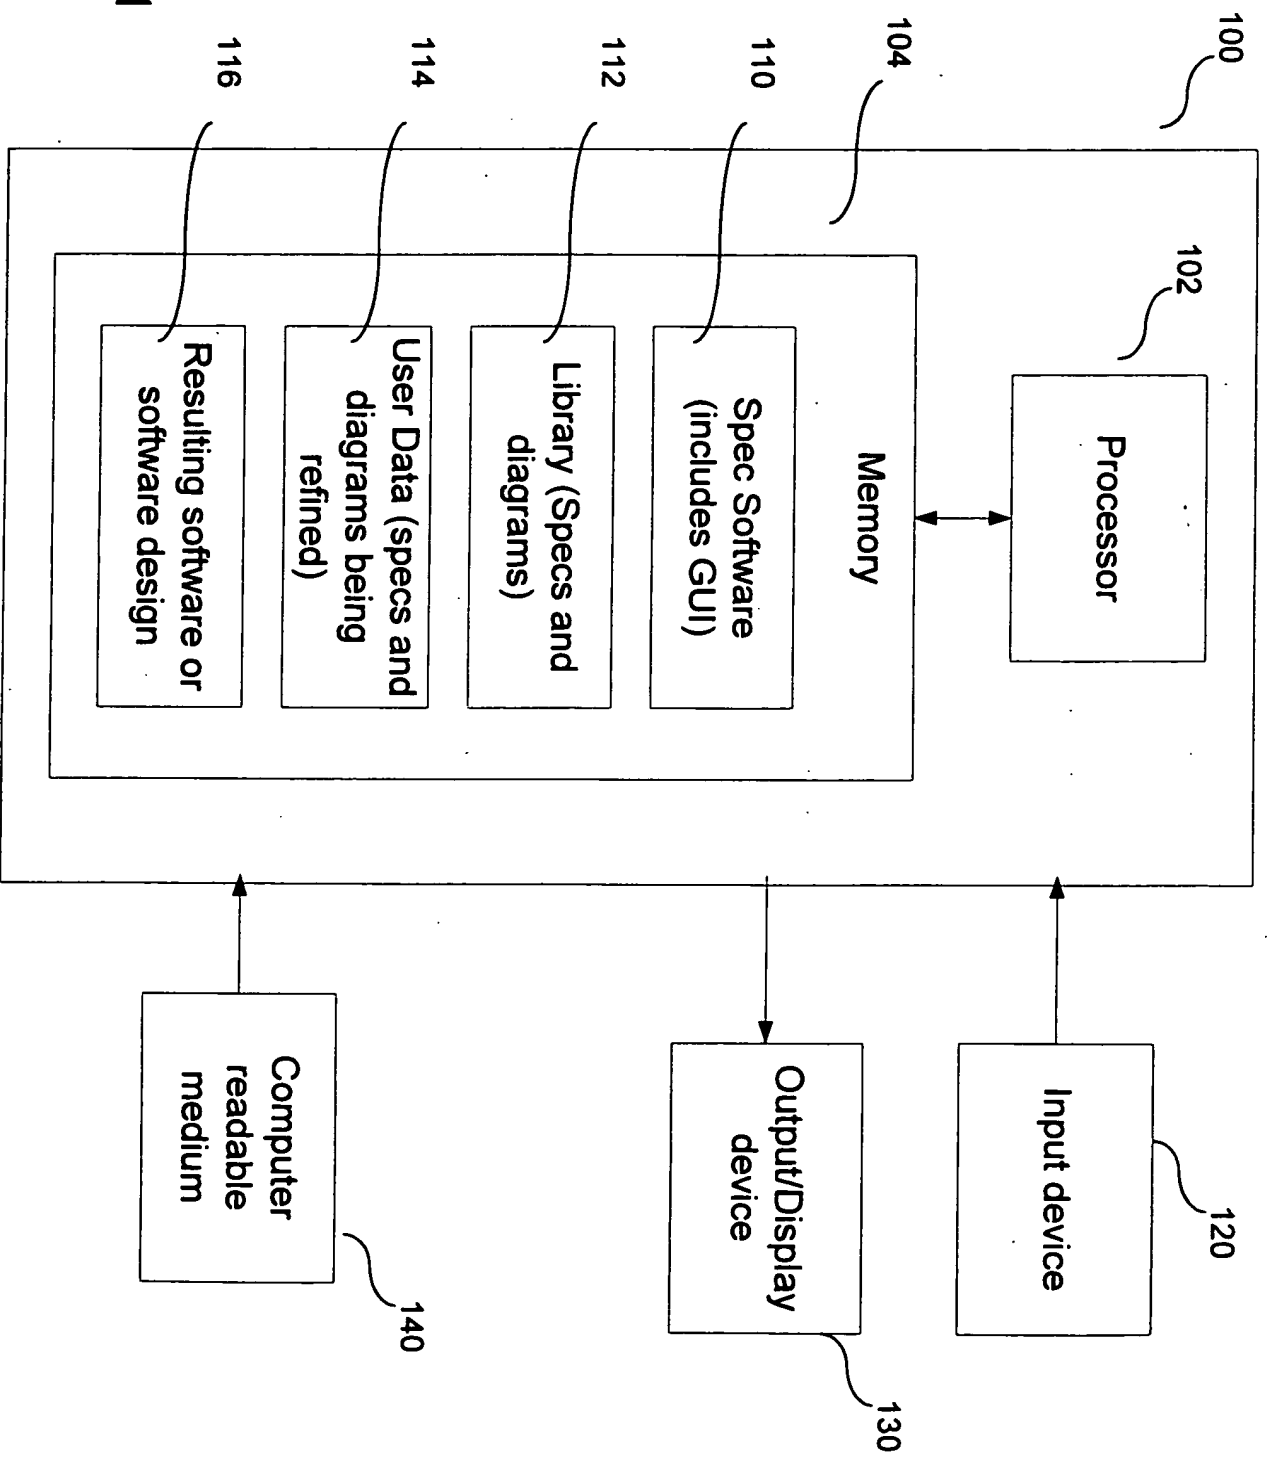 100
102
Processor
104
Memory
110
Spec Software
(includes GUI)
112
Library (Specs and
diagrams)
114
User Data (specs and
diagrams being
refined)
116
Resulting software or
software design
Input device
120
Output/Display
device
130
Computer
readable
medium
140